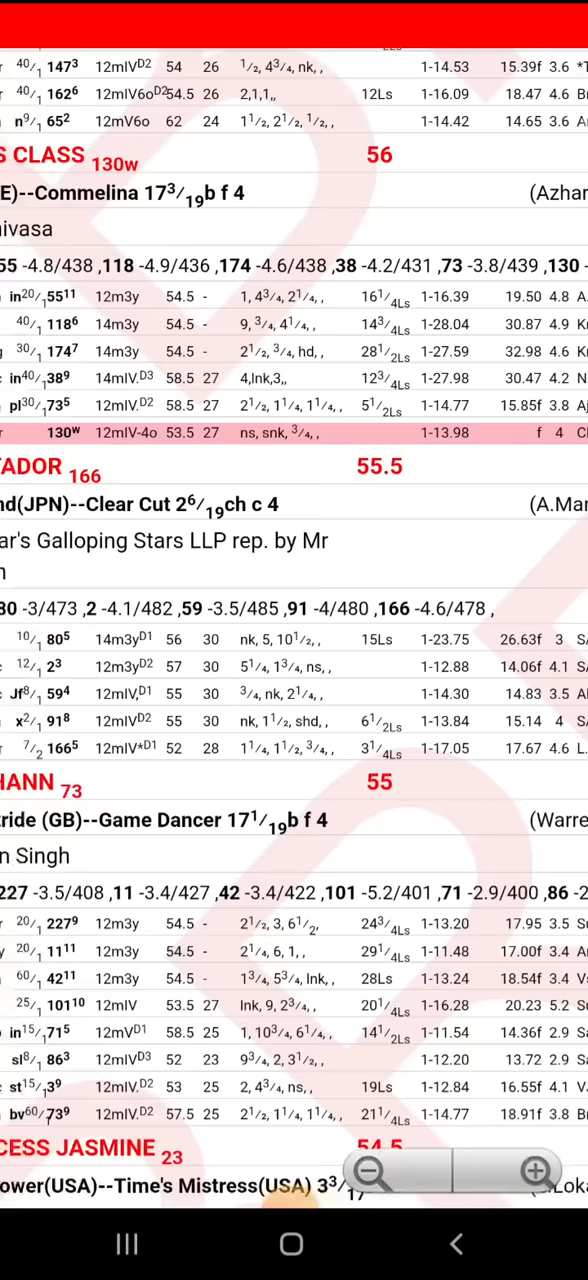 r 40/1 147³ 12mIVᴰ² 54 26 1/2, 4³/4, nk, , 1-14.53 15.39f 3.6 *T
r 40/1 162⁶ 12mIV6oᴰ²54.5 26 2,1,1,, 12Ls 1-16.09 18.47 4.6 B
n⁹/1 65² 12mV6o 62 24 1¹/2, 2¹/2, ¹/2, , 1-14.42 14.65 3.6 A
S CLASS 130w 56
E)--Commelina 17³/19b f 4 (Azhar
nivasa
55 -4.8/438 ,118 -4.9/436 ,174 -4.6/438 ,38 -4.2/431 ,73 -3.8/439 ,130 -
in²⁰/1 55¹¹ 12m3y 54.5 - 1, 4³/4, 2¹/4, , 16¹/4Ls 1-16.39 19.50 4.8 A
40/1 118⁶ 14m3y 54.5 - 9, ³/4, 4¹/4, , 14³/4Ls 1-28.04 30.87 4.9 K
30/1 174⁷ 14m3y 54.5 - 2¹/2, ³/4, hd, , 28¹/2Ls 1-27.59 32.98 4.6 K
in⁴⁰/1 38⁹ 14mIV.ᴰ³ 58.5 27 4,lnk,3,, 12³/4Ls 1-27.98 30.47 4.2 N
pl³⁰/1 73⁵ 12mIV.ᴰ² 58.5 27 2¹/2, 1¹/4, 1¹/4, , 5¹/2Ls 1-14.77 15.85f 3.8 Aj
r 130ʷ 12mIV-4o 53.5 27 ns, snk, ³/4, , 1-13.98 f 4 C
TADOR 166 55.5
nd(JPN)--Clear Cut 2⁶/19ch c 4 (A.Mar
ar's Galloping Stars LLP rep. by Mr
n
80 -3/473 ,2 -4.1/482 ,59 -3.5/485 ,91 -4/480 ,166 -4.6/478 ,
10/1 80⁵ 14m3yᴰ¹ 56 30 nk, 5, 10¹/2, , 15Ls 1-23.75 26.63f 3 S
12/1 2³ 12m3yᴰ² 57 30 5¹/4, 1³/4, ns, , 1-12.88 14.06f 4.1 S
Jf⁸/1 59⁴ 12mIV,ᴰ¹ 55 30 ³/4, nk, 2¹/4, , 1-14.30 14.83 3.5 A
x²/1 91⁸ 12mIVᴰ² 55 30 nk, 1¹/2, shd, , 6¹/2Ls 1-13.84 15.14 4 S
r 7/2 166⁵ 12mIV*ᴰ¹ 52 28 1¹/4, 1¹/2, ³/4, , 3¹/4Ls 1-17.05 17.67 4.6 L.
HANN 73 55
tride (GB)--Game Dancer 17¹/19b f 4 (Warre
n Singh
227 -3.5/408 ,11 -3.4/427 ,42 -3.4/422 ,101 -5.2/401 ,71 -2.9/400 ,86 -2
r 20/1 227⁹ 12m3y 54.5 - 2¹/2, 3, 6¹/2, 24³/4Ls 1-13.20 17.95 3.5 S
y 20/1 11¹¹ 12m3y 54.5 - 2¹/4, 6, 1, , 29¹/4Ls 1-11.48 17.00f 3.4 A
60/1 42¹¹ 12m3y 54.5 - 1³/4, 5³/4, lnk, , 28Ls 1-13.24 18.54f 3.4 V
25/1 101¹⁰ 12mIV 53.5 27 lnk, 9, 2³/4, , 20¹/4Ls 1-16.28 20.23 5.2 S
in¹⁵/1 71⁵ 12mVᴰ¹ 58.5 25 1, 10³/4, 6¹/4, , 14¹/2Ls 1-11.54 14.36f 2.9 Sa
sl⁸/1 86³ 12mIVᴰ³ 52 23 9³/4, 2, 3¹/2, , 1-12.20 13.72 2.9 S
st¹⁵/1 3⁹ 12mIV.ᴰ² 53 25 2, 4³/4, ns, , 19Ls 1-12.84 16.55f 4.1 V
bv⁶⁰/1 73⁹ 12mIV.ᴰ² 57.5 25 2¹/2, 1¹/4, 1¹/4, , 21¹/4Ls 1-14.77 18.91f 3.8 B
CESS JASMINE 23 54.5
ower(USA)--Time's Mistress(USA) 3³/17